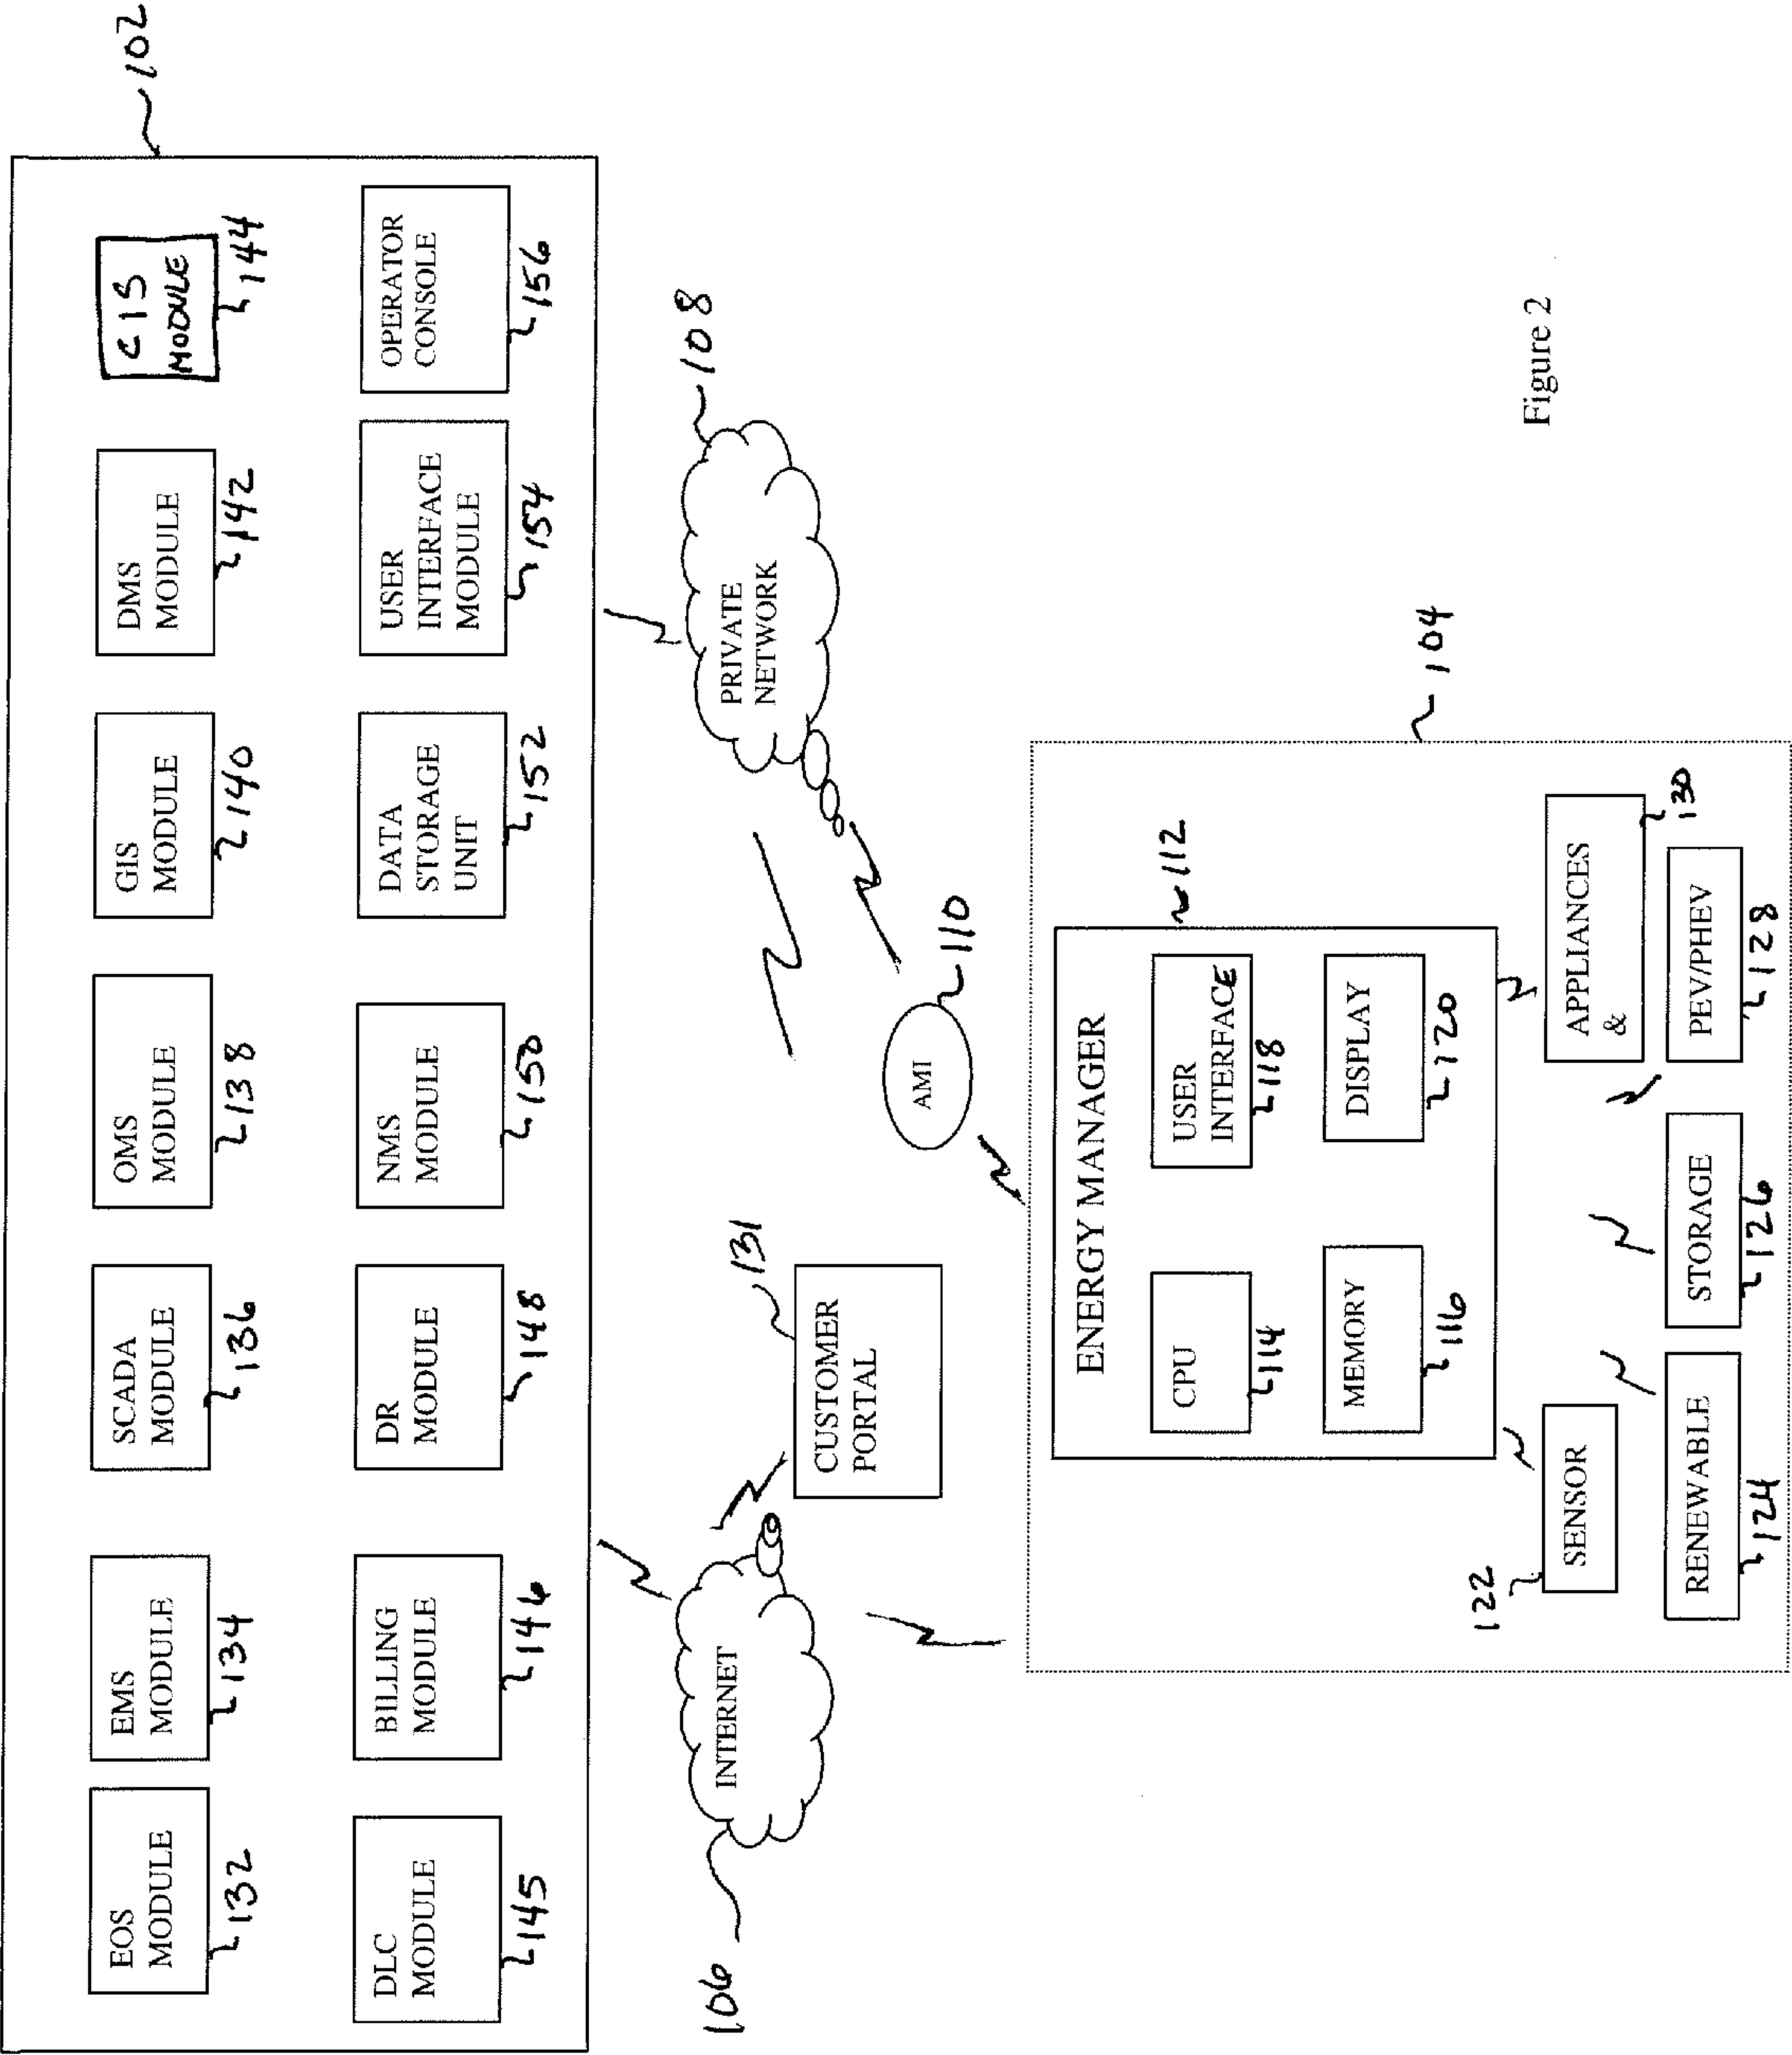 102
EOS
MODULE
132
EMS
MODULE
134
SCADA
MODULE
136
OMS
MODULE
138
GIS
MODULE
140
DMS
MODULE
142
CIS
MODULE
144
DLC
MODULE
145
BILLING
MODULE
146
DR
MODULE
148
NMS
MODULE
150
DATA
STORAGE
UNIT
152
USER
INTERFACE
MODULE
154
OPERATOR
CONSOLE
156
106
INTERNET
131
CUSTOMER
PORTAL
PRIVATE
NETWORK
108
AMI
110
104
ENERGY MANAGER
112
CPU
114
USER
INTERFACE
118
MEMORY
116
DISPLAY
120
122
SENSOR
APPLIANCES
&
130
RENEWABLE
124
STORAGE
126
PEV/PHEV
128
Figure 2